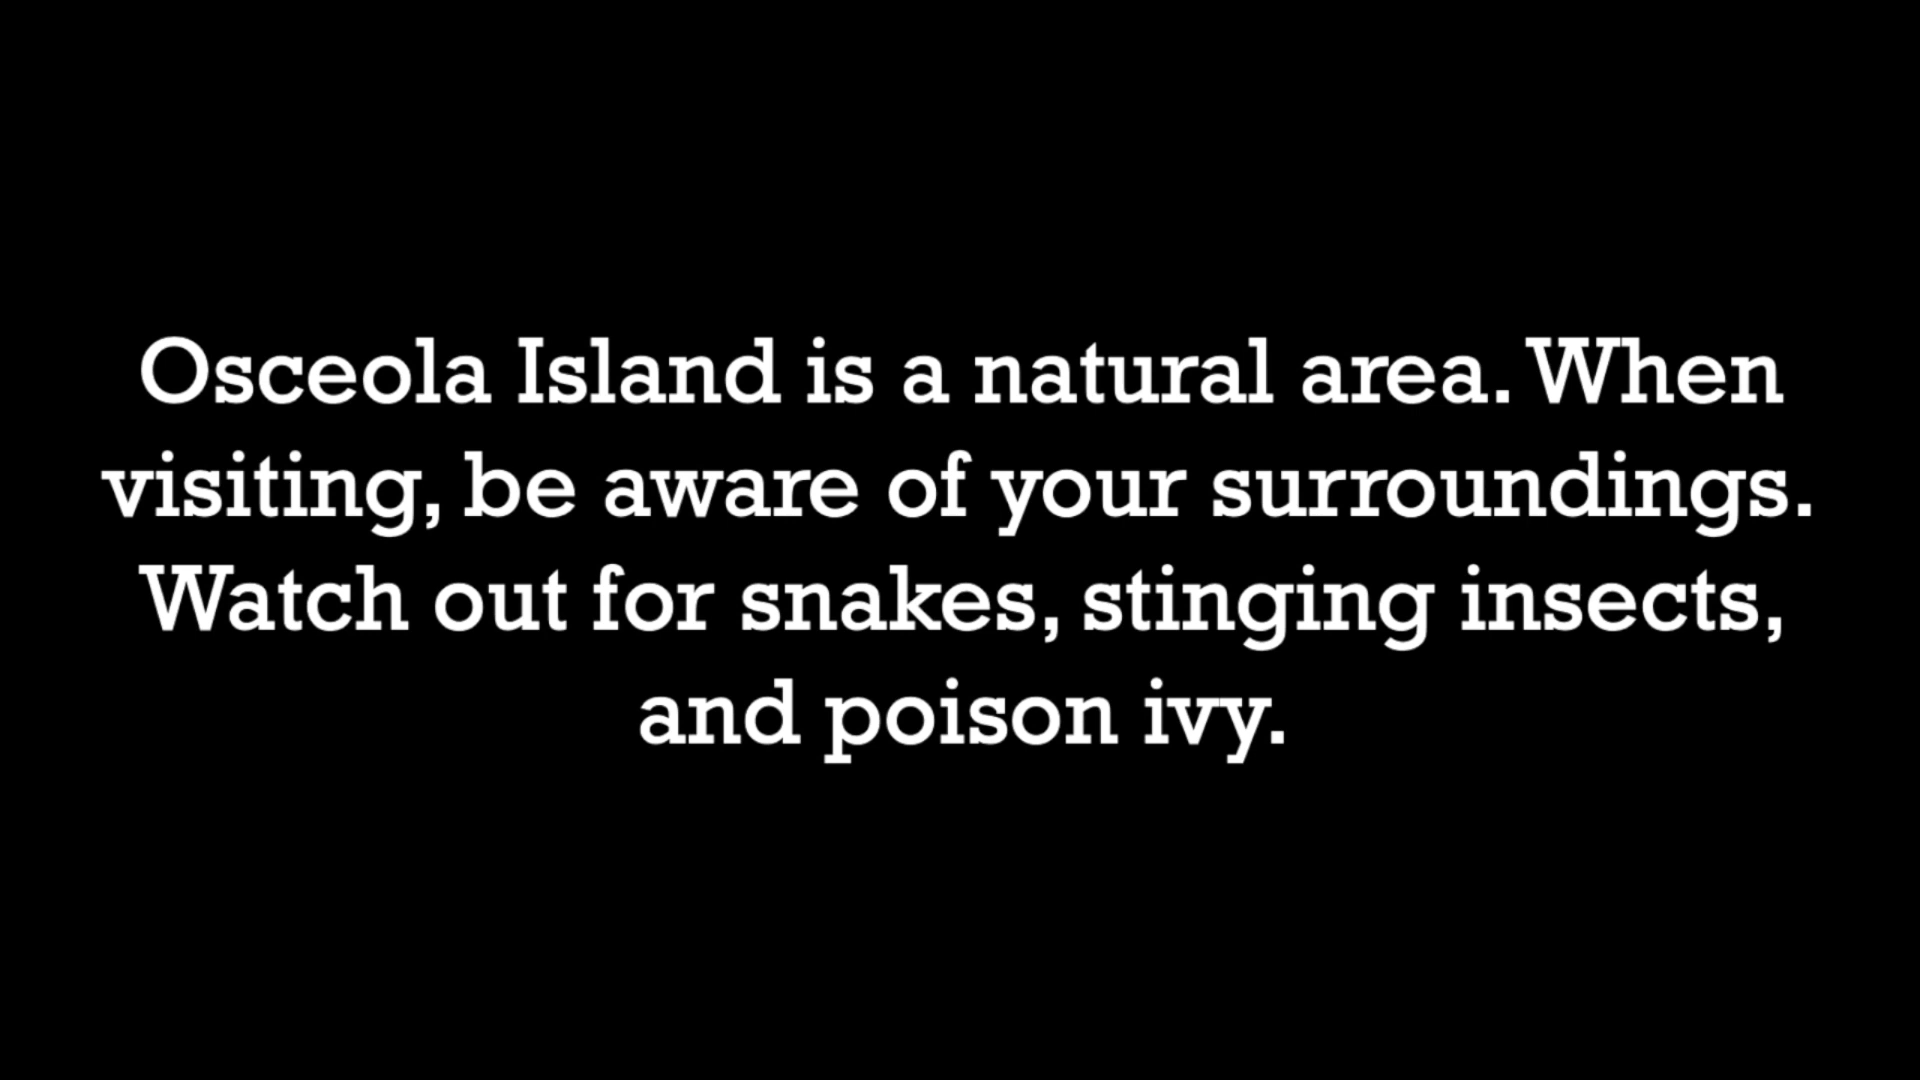 Osceola Island is a natural area. When
visiting, be aware of your surroundings.
Watch out for snakes, stinging insects,
and poison ivy.